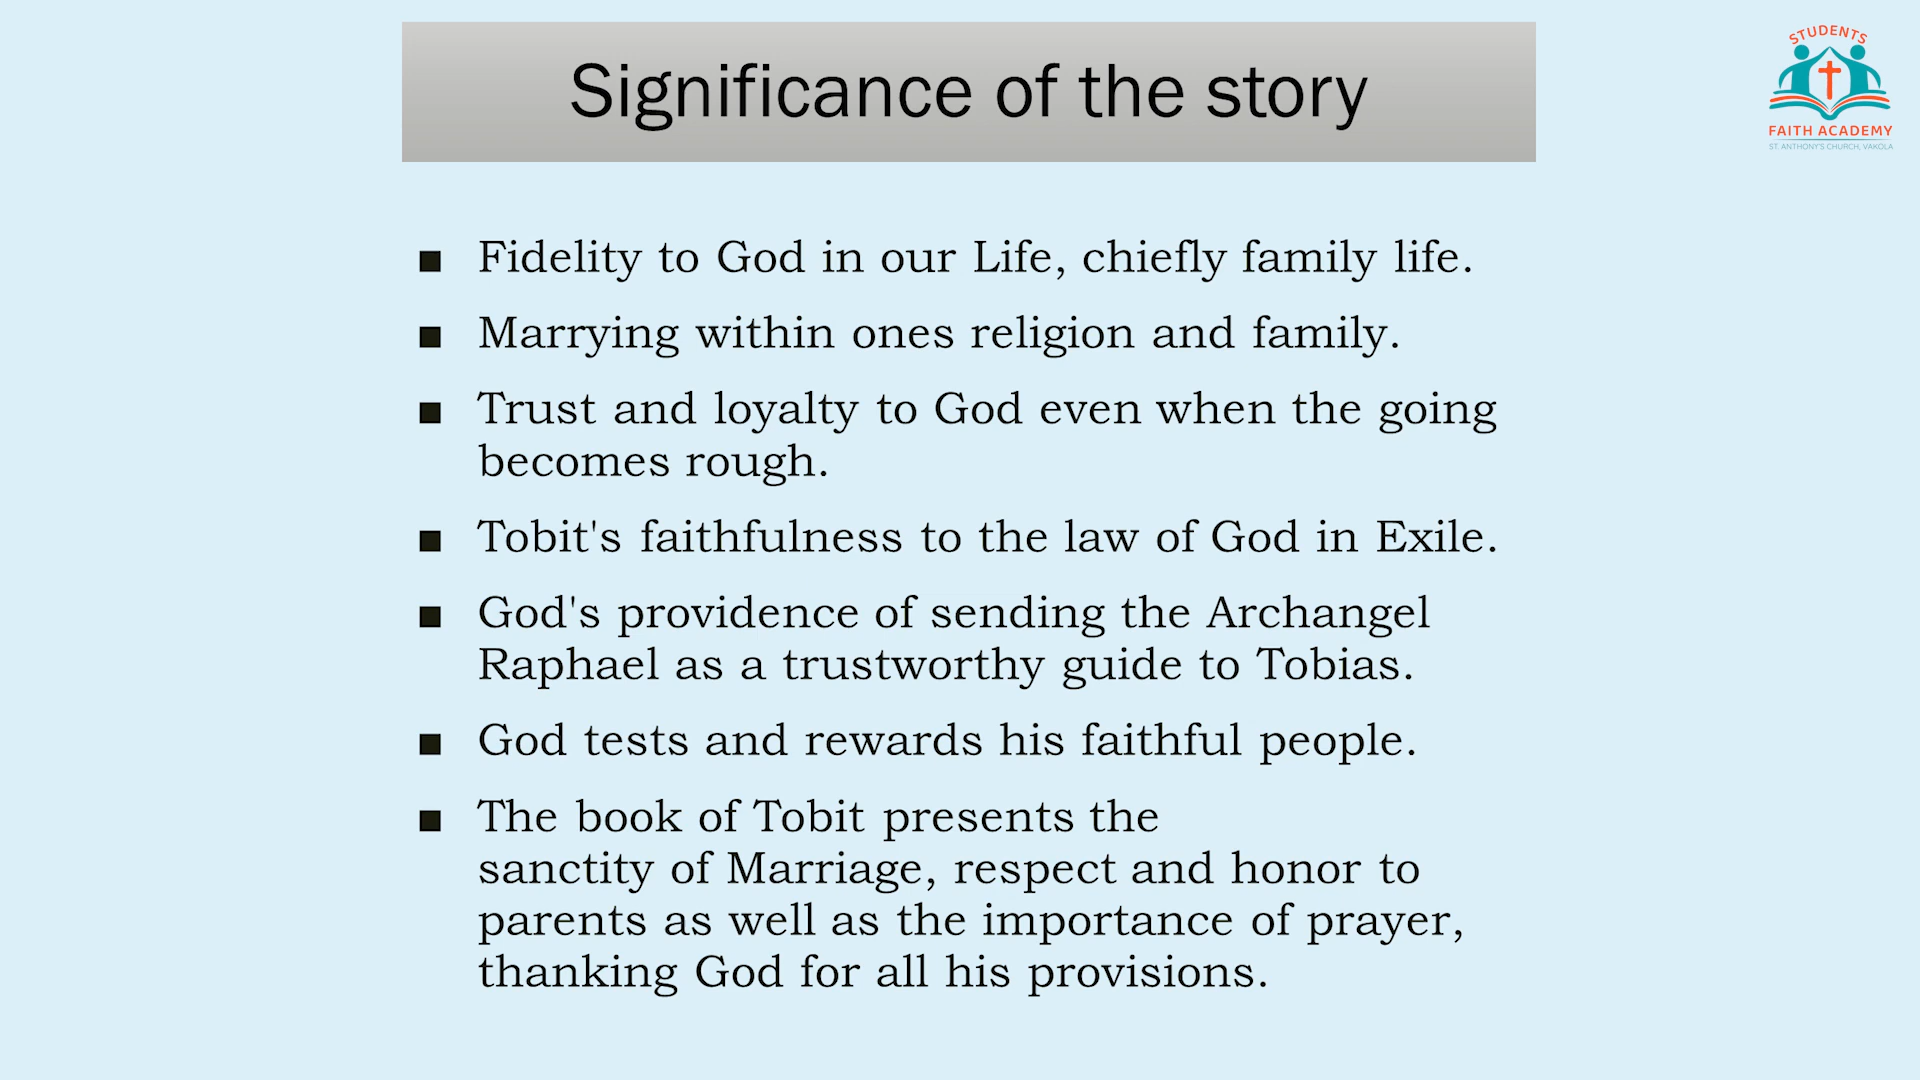 Significance of the story
STUDENTS
FAITH ACADEMY
ST. ANTHONY'S CHURCH, VAKOLA
■ Fidelity to God in our Life, chiefly family life.
■ Marrying within ones religion and family.
■ Trust and loyalty to God even when the going
becomes rough.
■ Tobit's faithfulness to the law of God in Exile.
■ God's providence of sending the Archangel
Raphael as a trustworthy guide to Tobias.
■ God tests and rewards his faithful people.
■ The book of Tobit presents the
sanctity of Marriage, respect and honor to
parents as well as the importance of prayer,
thanking God for all his provisions.